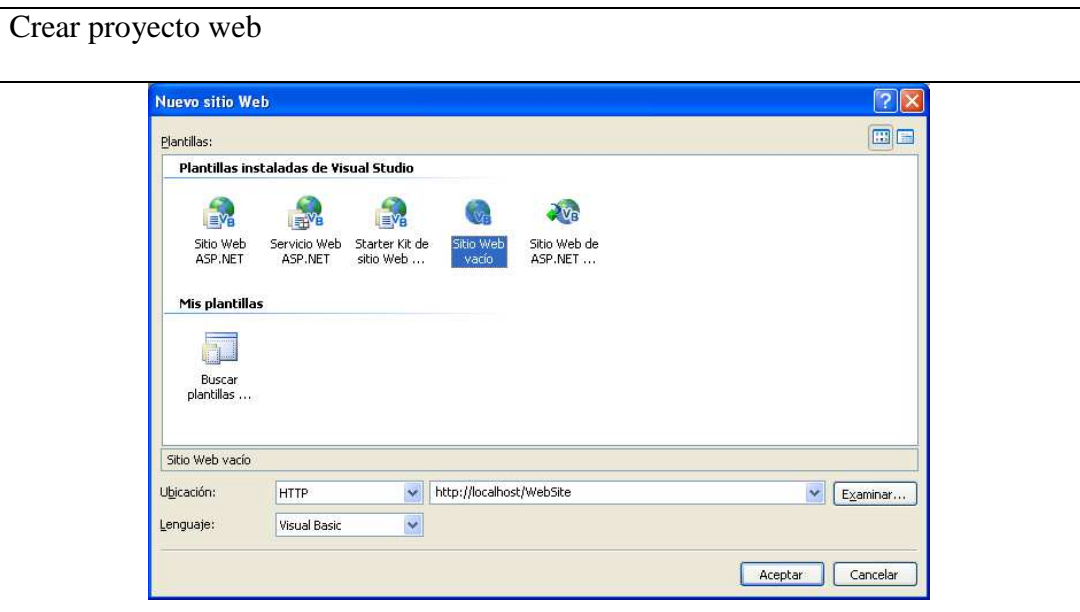 Crear proyecto web
Nuevo sitio Web
Plantillas:
Plantillas instaladas de Visual Studio
Sitio Web
ASP.NET
Servicio Web
ASP.NET
Starter Kit de
sitio Web ...
Sitio Web
vacío
Sitio Web de
ASP.NET ...
Mis plantillas
Buscar
plantillas ...
Sitio Web vacío
Ubicación:
HTTP
http://localhost/WebSite
Examinar...
Lenguaje:
Visual Basic
Aceptar
Cancelar